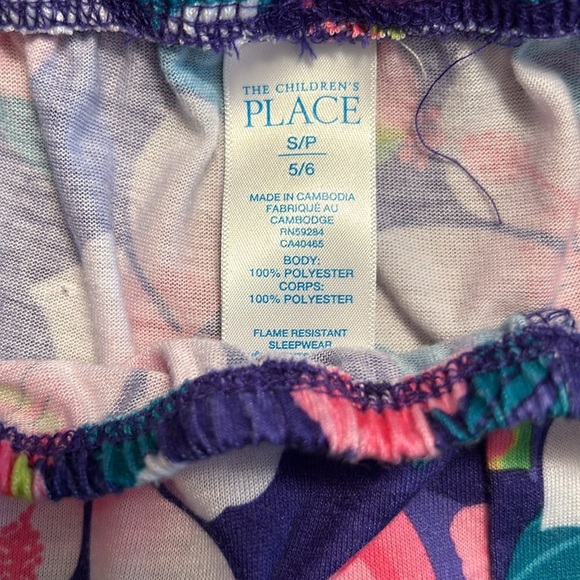 THE CHILDREN'S
PLACE
S/P
5/6
MADE IN CAMBODIA
FABRIQUÉ AU
CAMBODGE
RN59284
CA40465
BODY:
100% POLYESTER
CORPS:
100% POLYESTER
FLAME RESISTANT
SLEEPWEAR